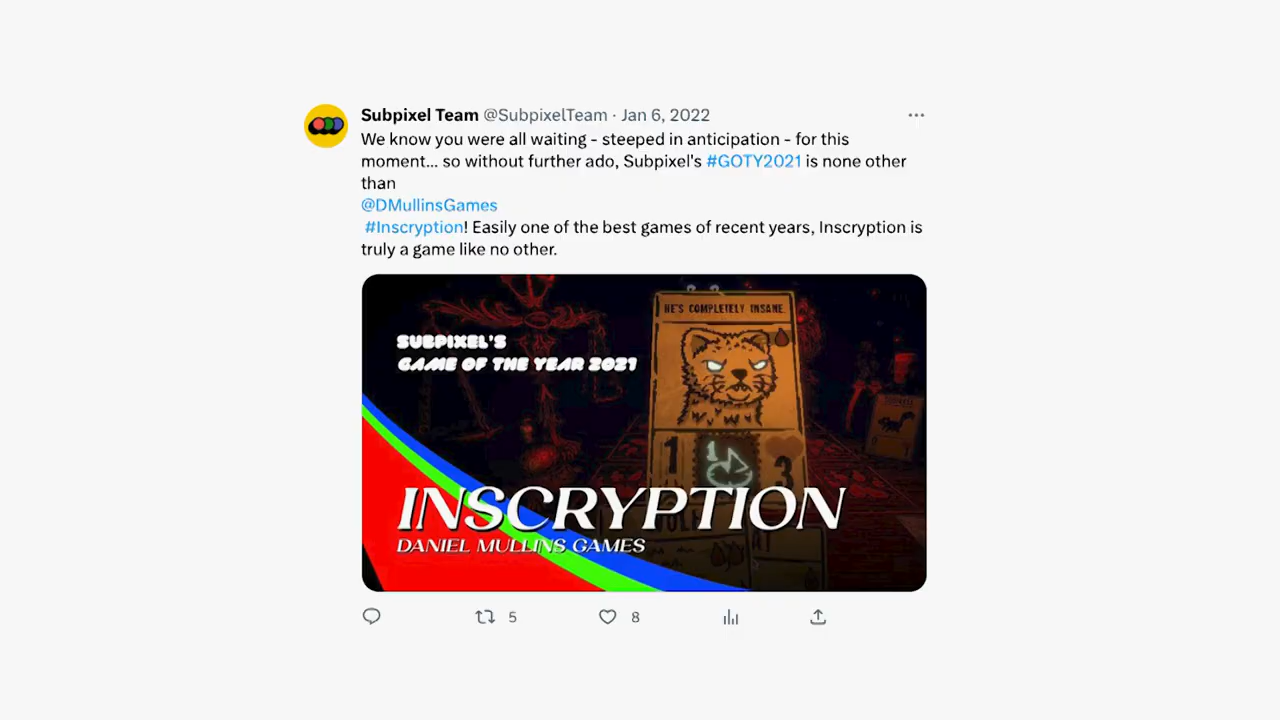 Subpixel Team @SubpixelTeam · Jan 6, 2022
We know you were all waiting - steeped in anticipation - for this
moment... so without further ado, Subpixel's #GOTY2021 is none other
than
@DMullinsGames
#Inscryption! Easily one of the best games of recent years, Inscryption is
truly a game like no other.
HE'S COMPLETELY INSANE.
SUBPIXEL'S
GAME OF THE YEAR 2021
1
3
INSCRYPTION
DANIEL MULLINS GAMES
5
8